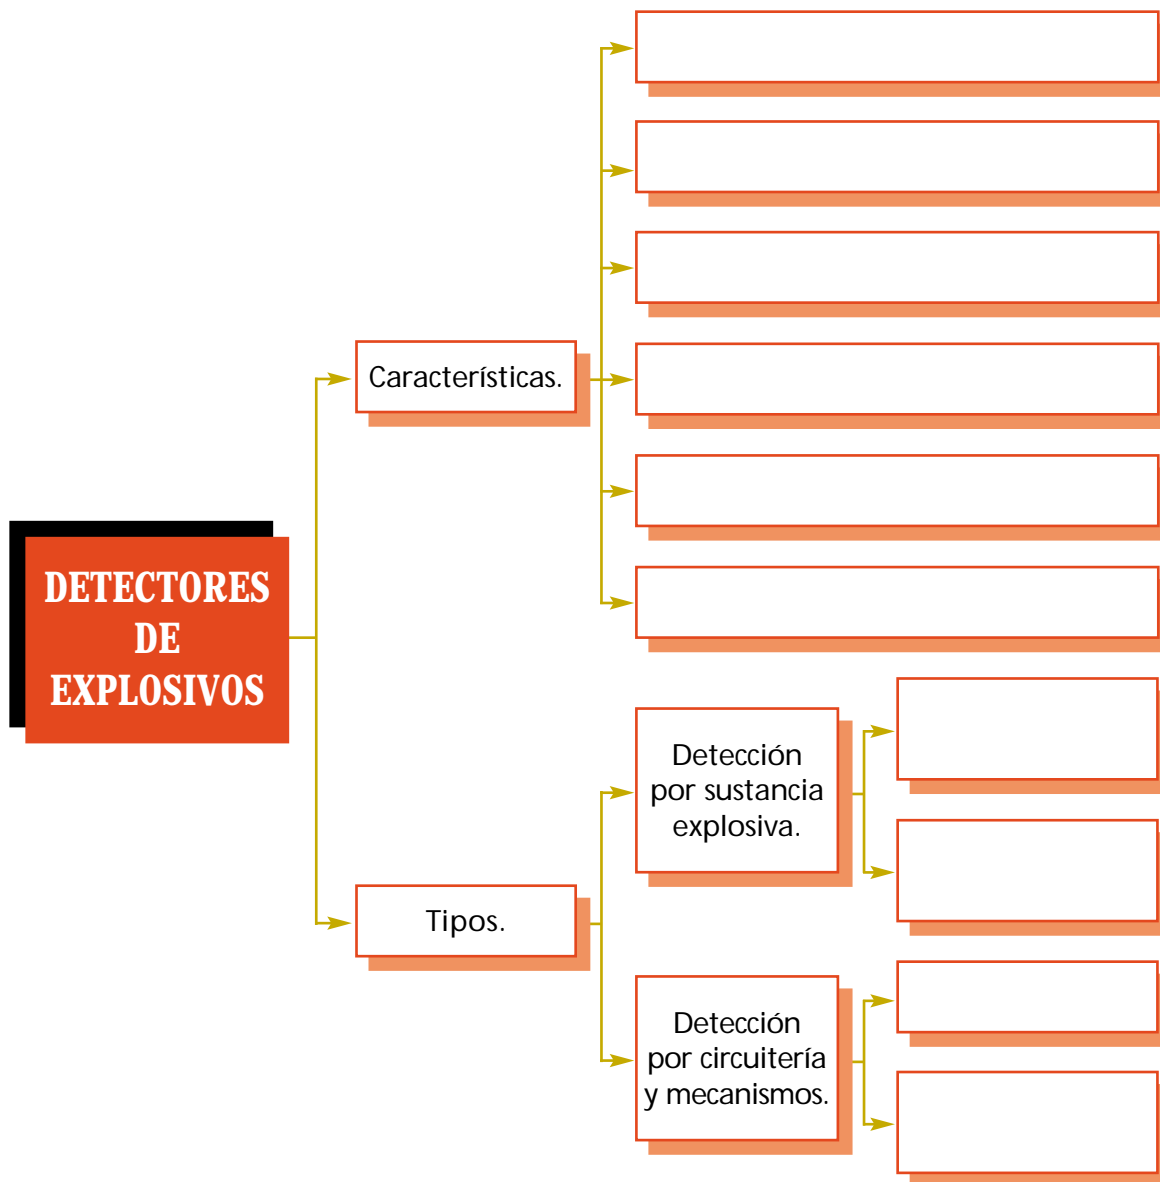 Características.
DETECTORES
DE
EXPLOSIVOS
Detección
por sustancia
explosiva.
Tipos.
Detección
por circuitería
y mecanismos.